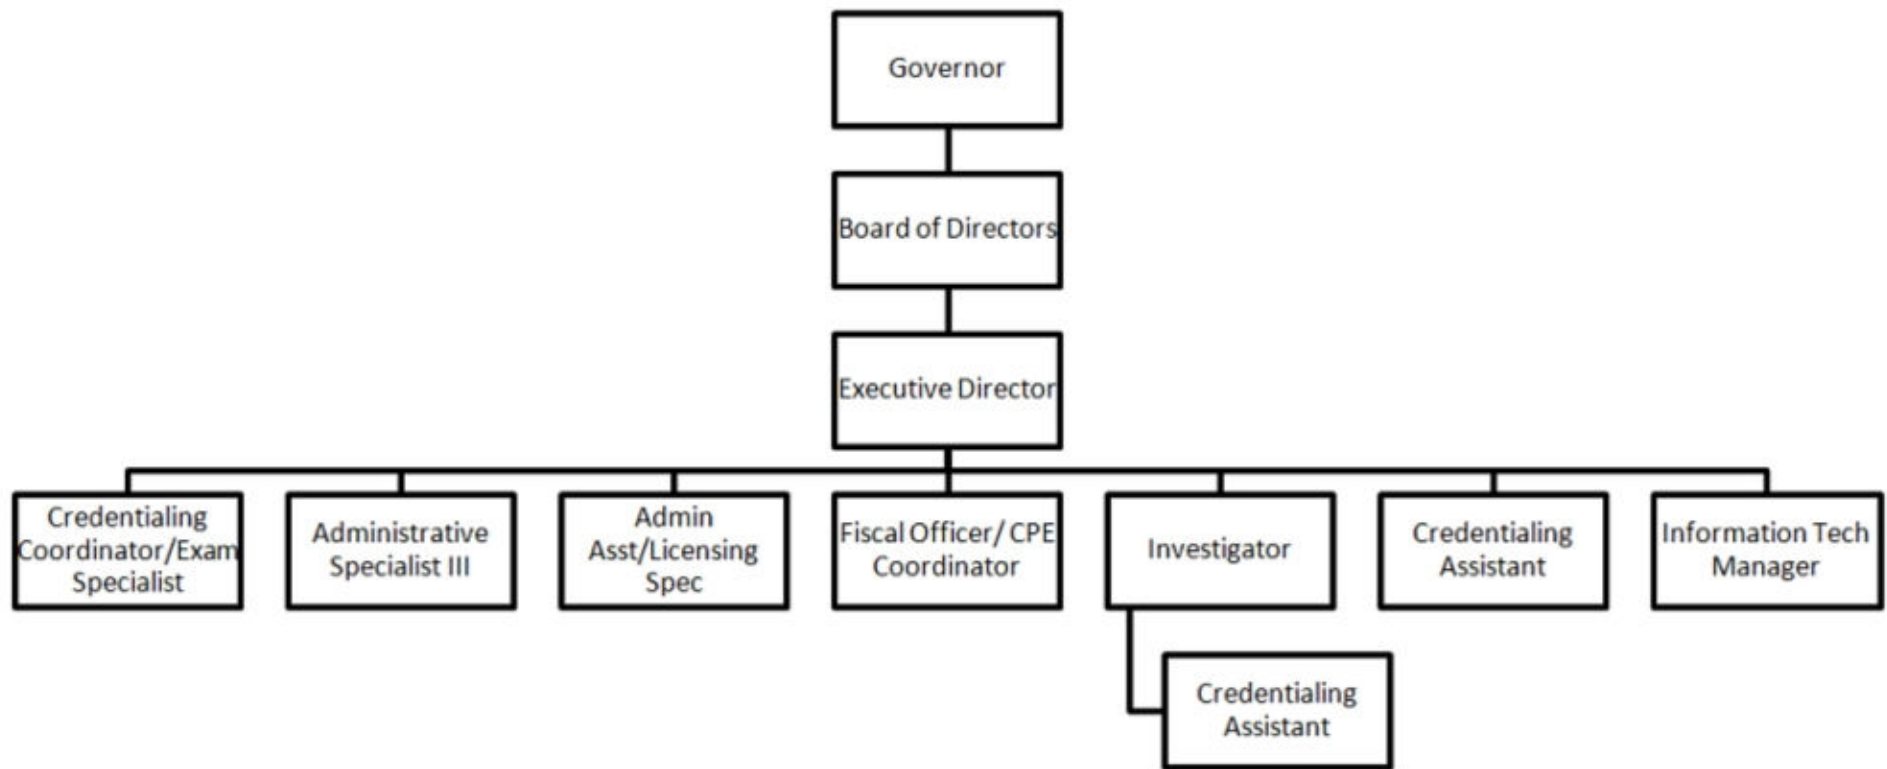 Governor
Board of Directors
Executive Director
Credentialing
Coordinator/Exam
Specialist
Administrative
Specialist III
Admin
Asst/Licensing
Spec
Fiscal Officer/ CPE
Coordinator
Investigator
Credentialing
Assistant
Information Tech
Manager
Credentialing
Assistant